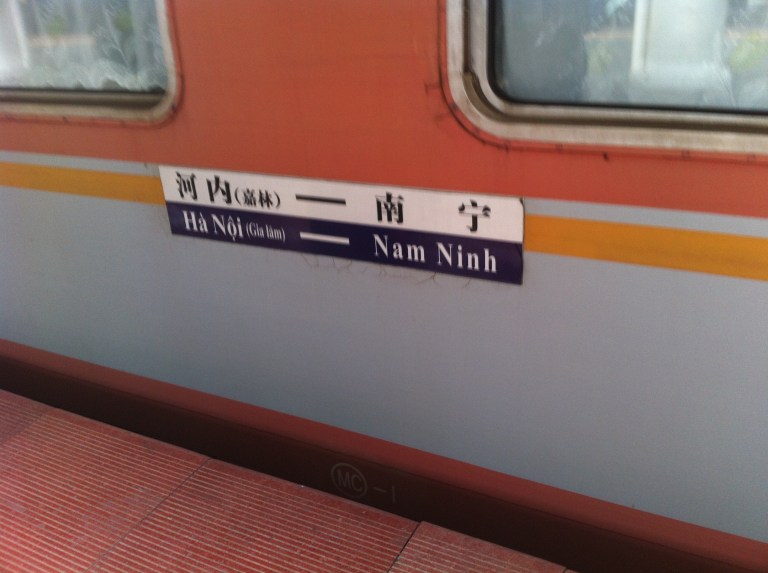 河内(嘉林) — 南宁
Hà Nội (Gia lâm) — Nam Ninh
MC - 1